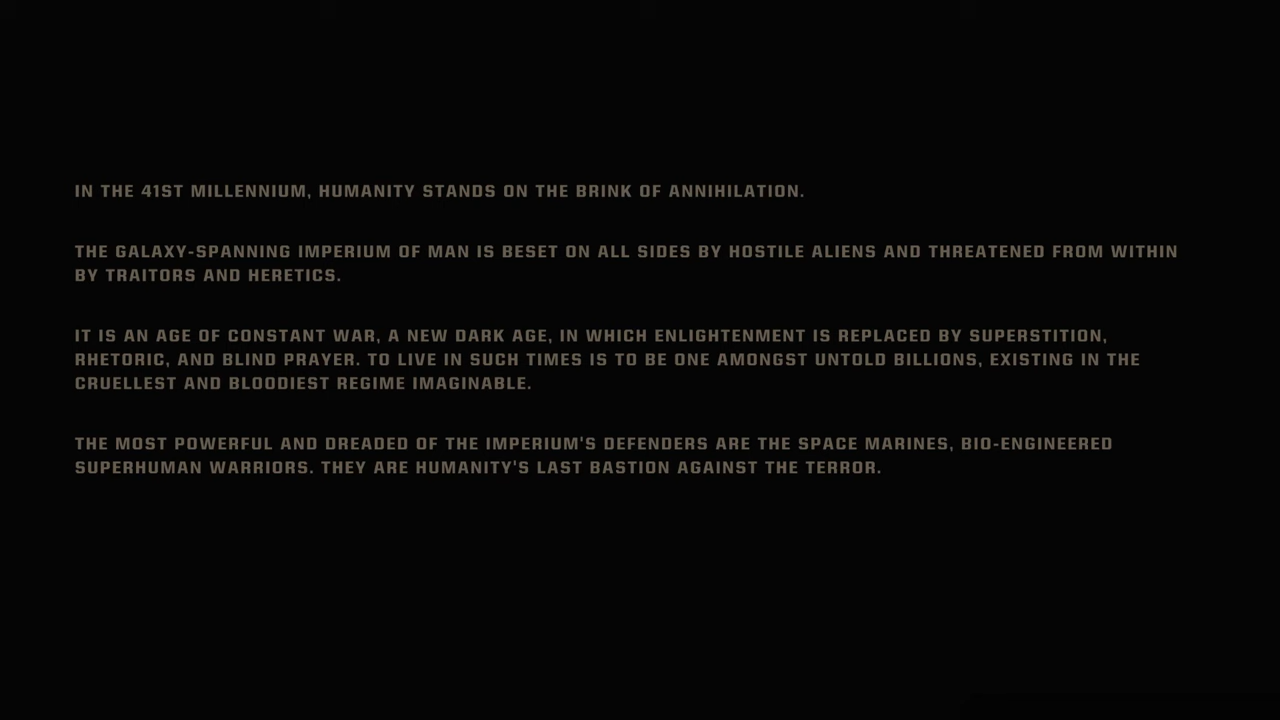 IN THE 41ST MILLENNIUM, HUMANITY STANDS ON THE BRINK OF ANNIHILATION.
THE GALAXY-SPANNING IMPERIUM OF MAN IS BESET ON ALL SIDES BY HOSTILE ALIENS AND THREATENED FROM WITHIN
BY TRAITORS AND HERETICS.
IT IS AN AGE OF CONSTANT WAR, A NEW DARK AGE, IN WHICH ENLIGHTENMENT IS REPLACED BY SUPERSTITION,
RHETORIC, AND BLIND PRAYER. TO LIVE IN SUCH TIMES IS TO BE ONE AMONGST UNTOLD BILLIONS, EXISTING IN THE
CRUELLEST AND BLOODIEST REGIME IMAGINABLE.
THE MOST POWERFUL AND DREADED OF THE IMPERIUM'S DEFENDERS ARE THE SPACE MARINES, BIO-ENGINEERED
SUPERHUMAN WARRIORS. THEY ARE HUMANITY'S LAST BASTION AGAINST THE TERROR.